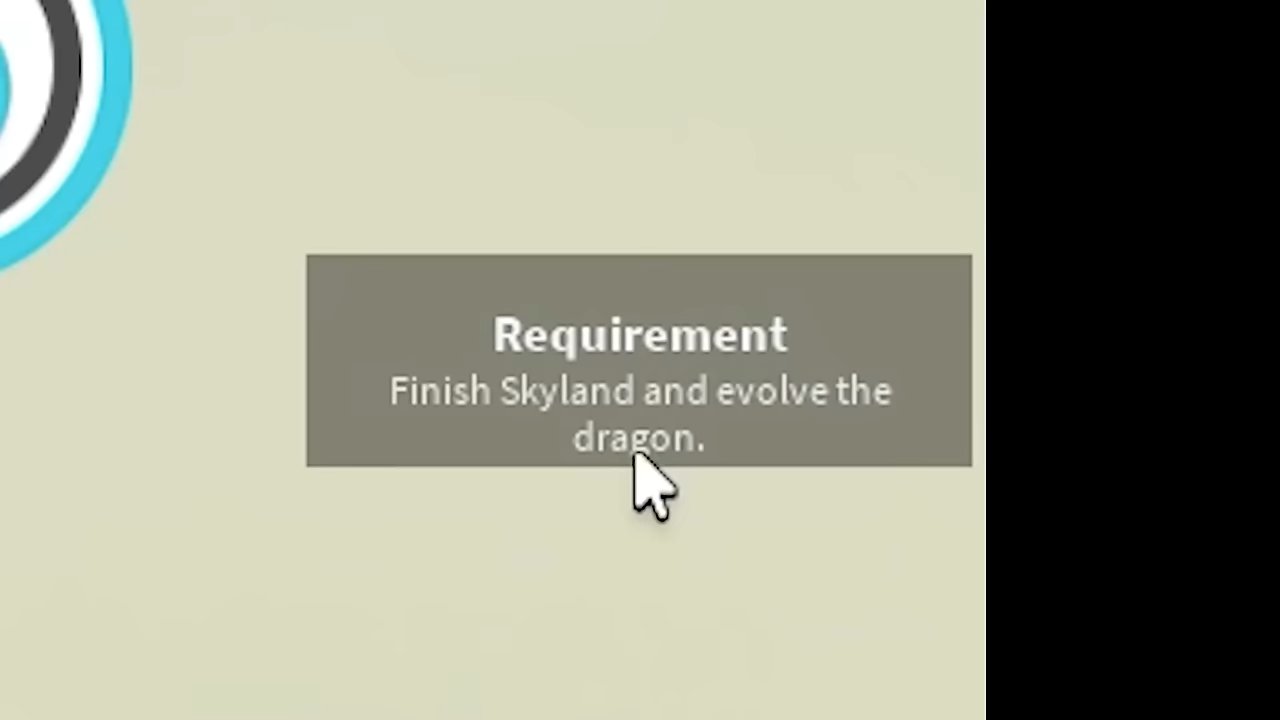 Requirement
Finish Skyland and evolve the
dragon.